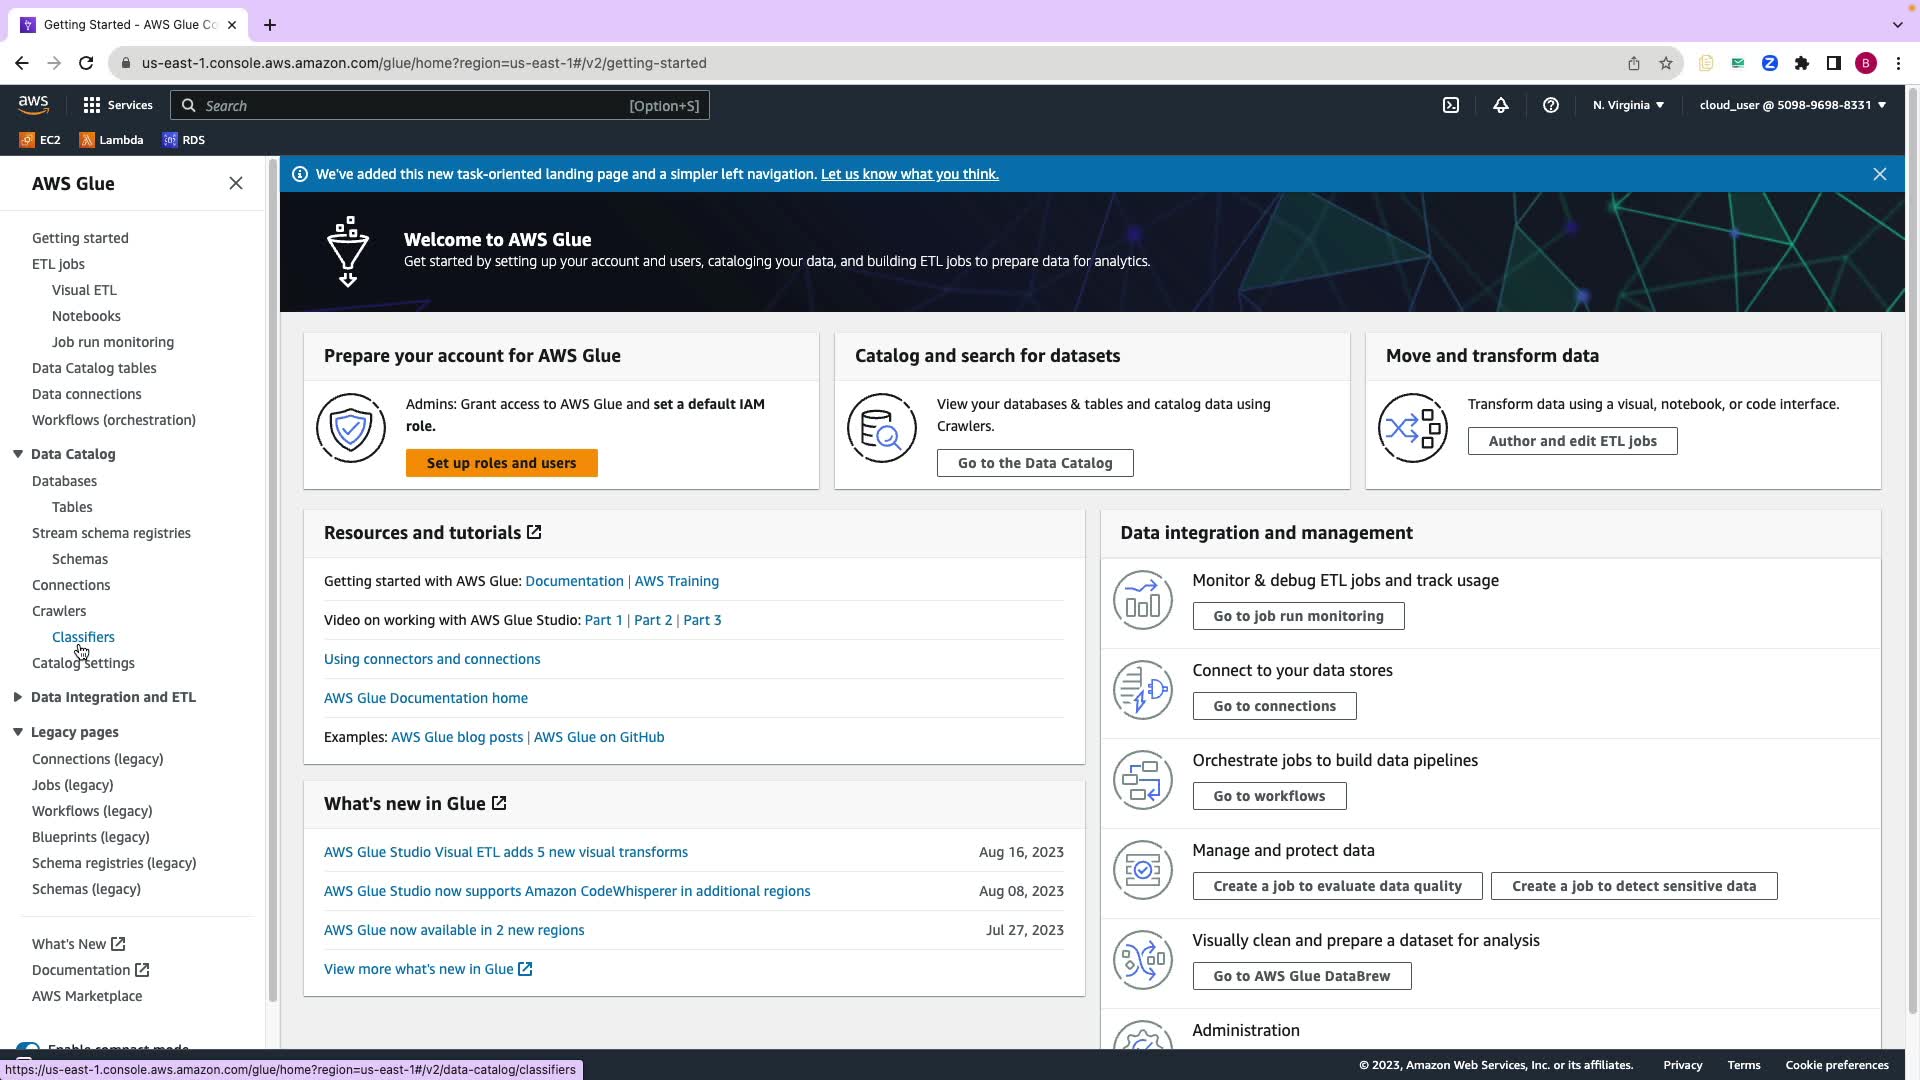 Getting Started - AWS Glue Co
us-east-1.console.aws.amazon.com/glue/home?region=us-east-1#/v2/getting-started
B
aws
Services
Search
[Option+S]
N. Virginia
cloud_user @ 5098-9698-8331
EC2
Lambda
RDS
AWS Glue
Getting started
ETL jobs
Visual ETL
Notebooks
Job run monitoring
Data Catalog tables
Data connections
Workflows (orchestration)
Data Catalog
Databases
Tables
Stream schema registries
Schemas
Connections
Crawlers
Classifiers
Catalog settings
Data Integration and ETL
Legacy pages
Connections (legacy)
Jobs (legacy)
Workflows (legacy)
Blueprints (legacy)
Schema registries (legacy)
Schemas (legacy)
What's New
Documentation
AWS Marketplace
Enable compact mode
We've added this new task-oriented landing page and a simpler left navigation. Let us know what you think.
Welcome to AWS Glue
Get started by setting up your account and users, cataloging your data, and building ETL jobs to prepare data for analytics.
Prepare your account for AWS Glue
Admins: Grant access to AWS Glue and set a default IAM
role.
Set up roles and users
Catalog and search for datasets
View your databases & tables and catalog data using
Crawlers.
Go to the Data Catalog
Move and transform data
Transform data using a visual, notebook, or code interface.
Author and edit ETL jobs
Resources and tutorials
Getting started with AWS Glue: Documentation | AWS Training
Video on working with AWS Glue Studio: Part 1 | Part 2 | Part 3
Using connectors and connections
AWS Glue Documentation home
Examples: AWS Glue blog posts | AWS Glue on GitHub
What's new in Glue
AWS Glue Studio Visual ETL adds 5 new visual transforms Aug 16, 2023
AWS Glue Studio now supports Amazon CodeWhisperer in additional regions Aug 08, 2023
AWS Glue now available in 2 new regions Jul 27, 2023
View more what's new in Glue
Data integration and management
Monitor & debug ETL jobs and track usage
Go to job run monitoring
Connect to your data stores
Go to connections
Orchestrate jobs to build data pipelines
Go to workflows
Manage and protect data
Create a job to evaluate data quality
Create a job to detect sensitive data
Visually clean and prepare a dataset for analysis
Go to AWS Glue DataBrew
Administration
https://us-east-1.console.aws.amazon.com/glue/home?region=us-east-1#/v2/data-catalog/classifiers
© 2023, Amazon Web Services, Inc. or its affiliates.
Privacy
Terms
Cookie preferences